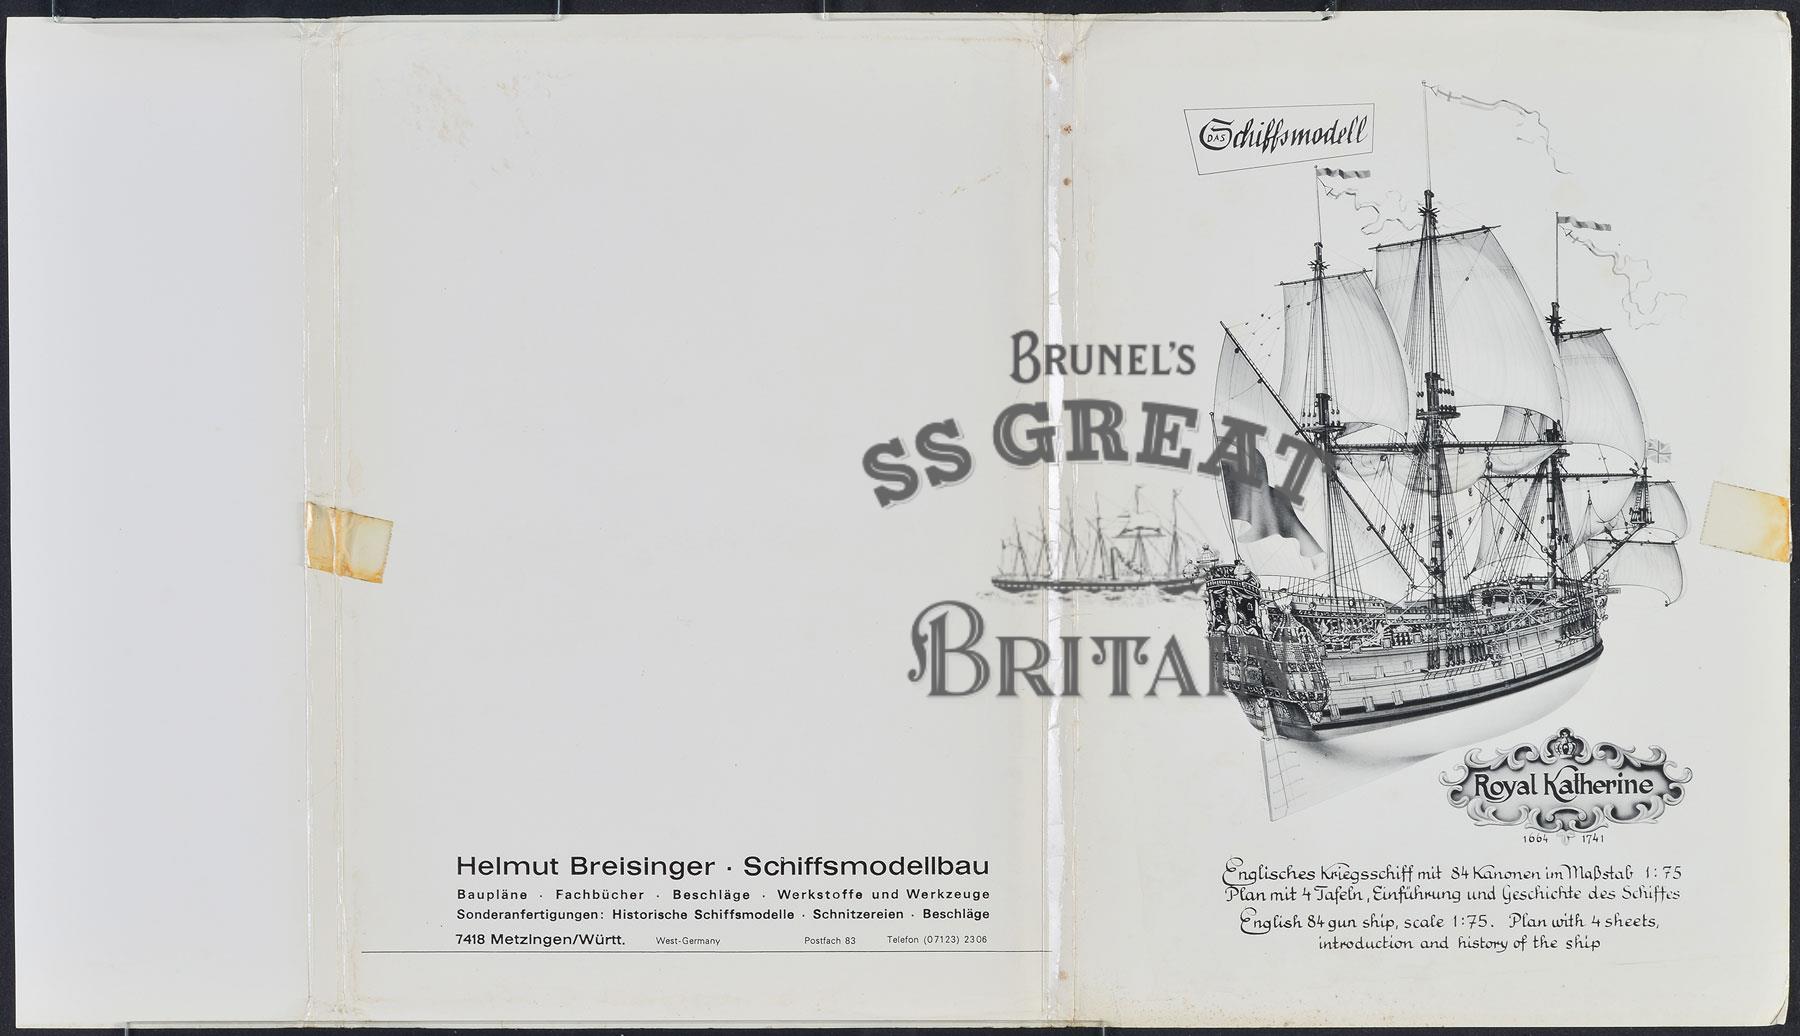 Helmut Breisinger · Schiffsmodellbau
Baupläne · Fachbücher · Beschläge · Werkstoffe und Werkzeuge
Sonderanfertigungen: Historische Schiffsmodelle · Schnitzereien · Beschläge
7418 Metzingen/Württ. West-Germany Postfach 83 Telefon (07123) 2306
DAS Schiffsmodell
Royal Katherine
1664 1741
Englisches Kriegsschiff mit 84 Kanonen im Maßstab 1:75
Plan mit 4 Tafeln, Einführung und Geschichte des Schiffes
English 84 gun ship, scale 1:75. Plan with 4 sheets,
introduction and history of the ship
BRUNEL'S
SS GREAT
BRITAIN